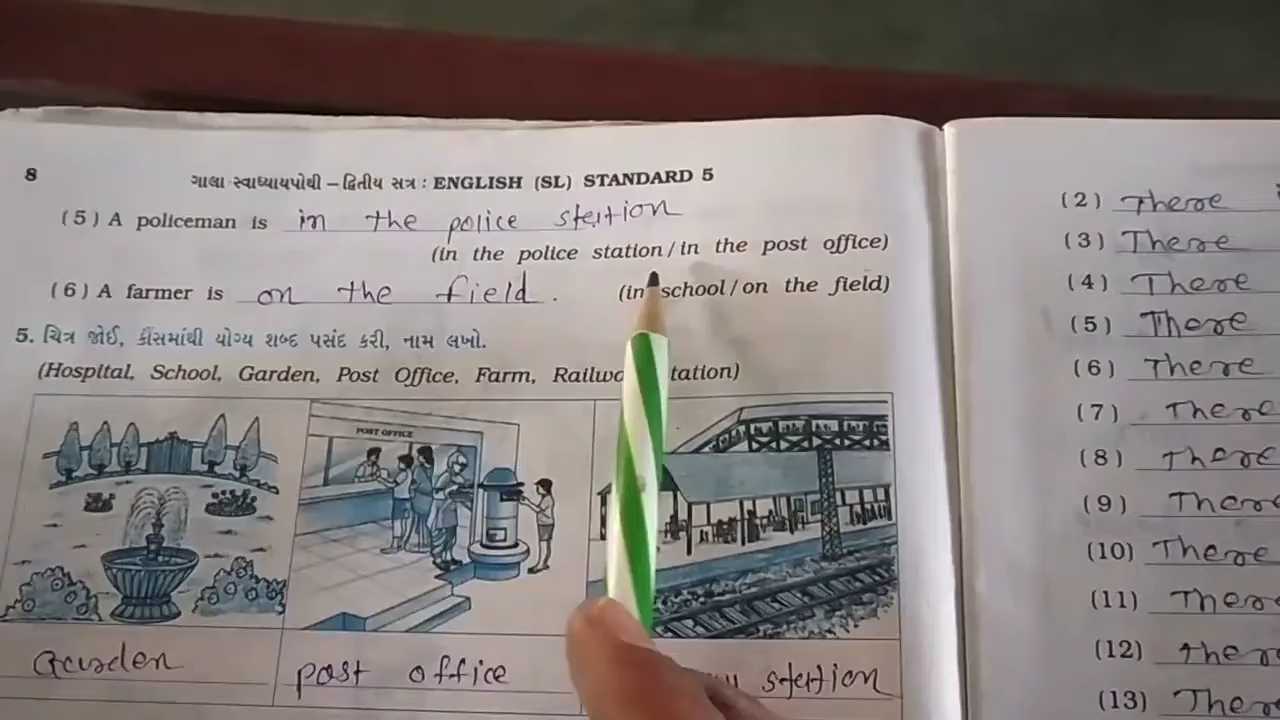 8
ગાલા સ્વાધ્યાયપોથી – દ્વિતીય સત્ર : ENGLISH (SL) STANDARD 5
(5) A policeman is in the police station
(in the police station/in the post office)
(6) A farmer is on the field. (in school/on the field)
5. ચિત્ર જોઈ, કૌંસમાંથી યોગ્ય શબ્દ પસંદ કરી, નામ લખો.
(Hospital, School, Garden, Post Office, Farm, Railway Station)
POST OFFICE
Garden
post office
station
(2) There
(3) There
(4) There
(5) There
(6) There
(7) There
(8) There
(9) There
(10) There
(11) There
(12) There
(13) There